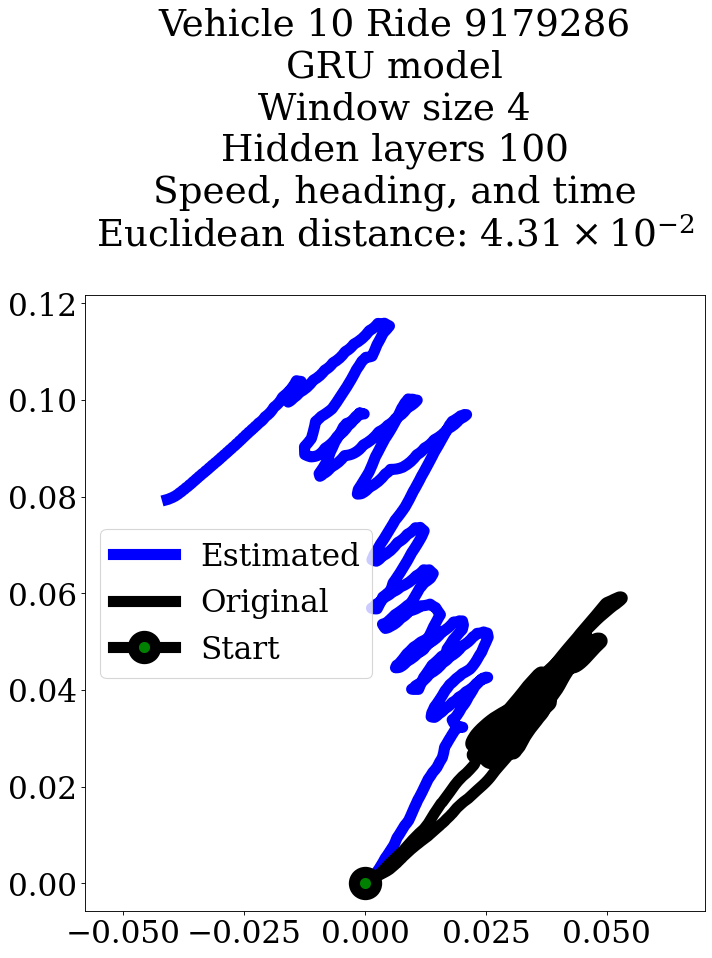 Vehicle 10 Ride 9179286
GRU model
Window size 4
Hidden layers 100
Speed, heading, and time
Euclidean distance: 4.31 × 10⁻²
0.12
0.10
0.08
0.06
0.04
0.02
0.00
Estimated
Original
Start
−0.050 −0.025 0.000 0.025 0.050